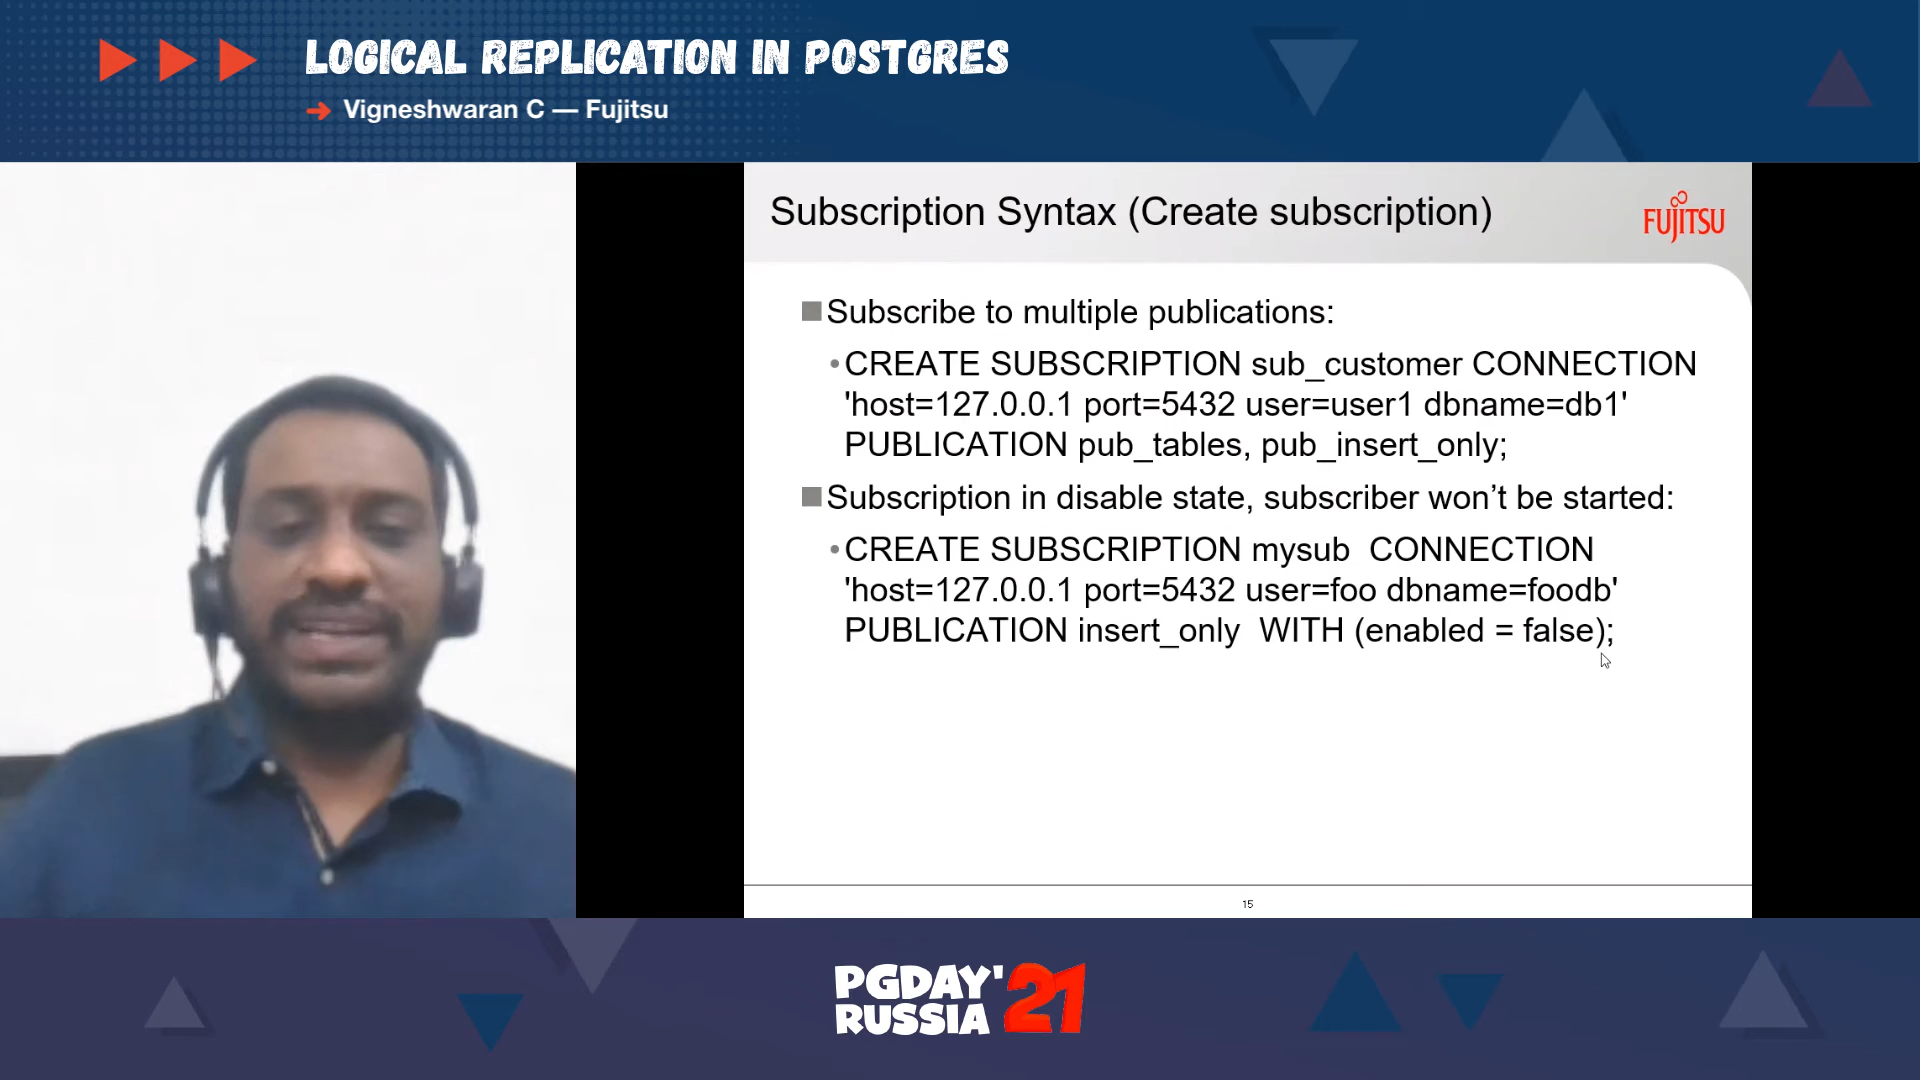 LOGICAL REPLICATION IN POSTGRES
Vigneshwaran C — Fujitsu
Subscription Syntax (Create subscription)
FUJITSU
Subscribe to multiple publications:
•CREATE SUBSCRIPTION sub_customer CONNECTION
'host=127.0.0.1 port=5432 user=user1 dbname=db1'
PUBLICATION pub_tables, pub_insert_only;
Subscription in disable state, subscriber won’t be started:
•CREATE SUBSCRIPTION mysub  CONNECTION
'host=127.0.0.1 port=5432 user=foo dbname=foodb'
PUBLICATION insert_only  WITH (enabled = false);
15
PGDAY'21
RUSSIA